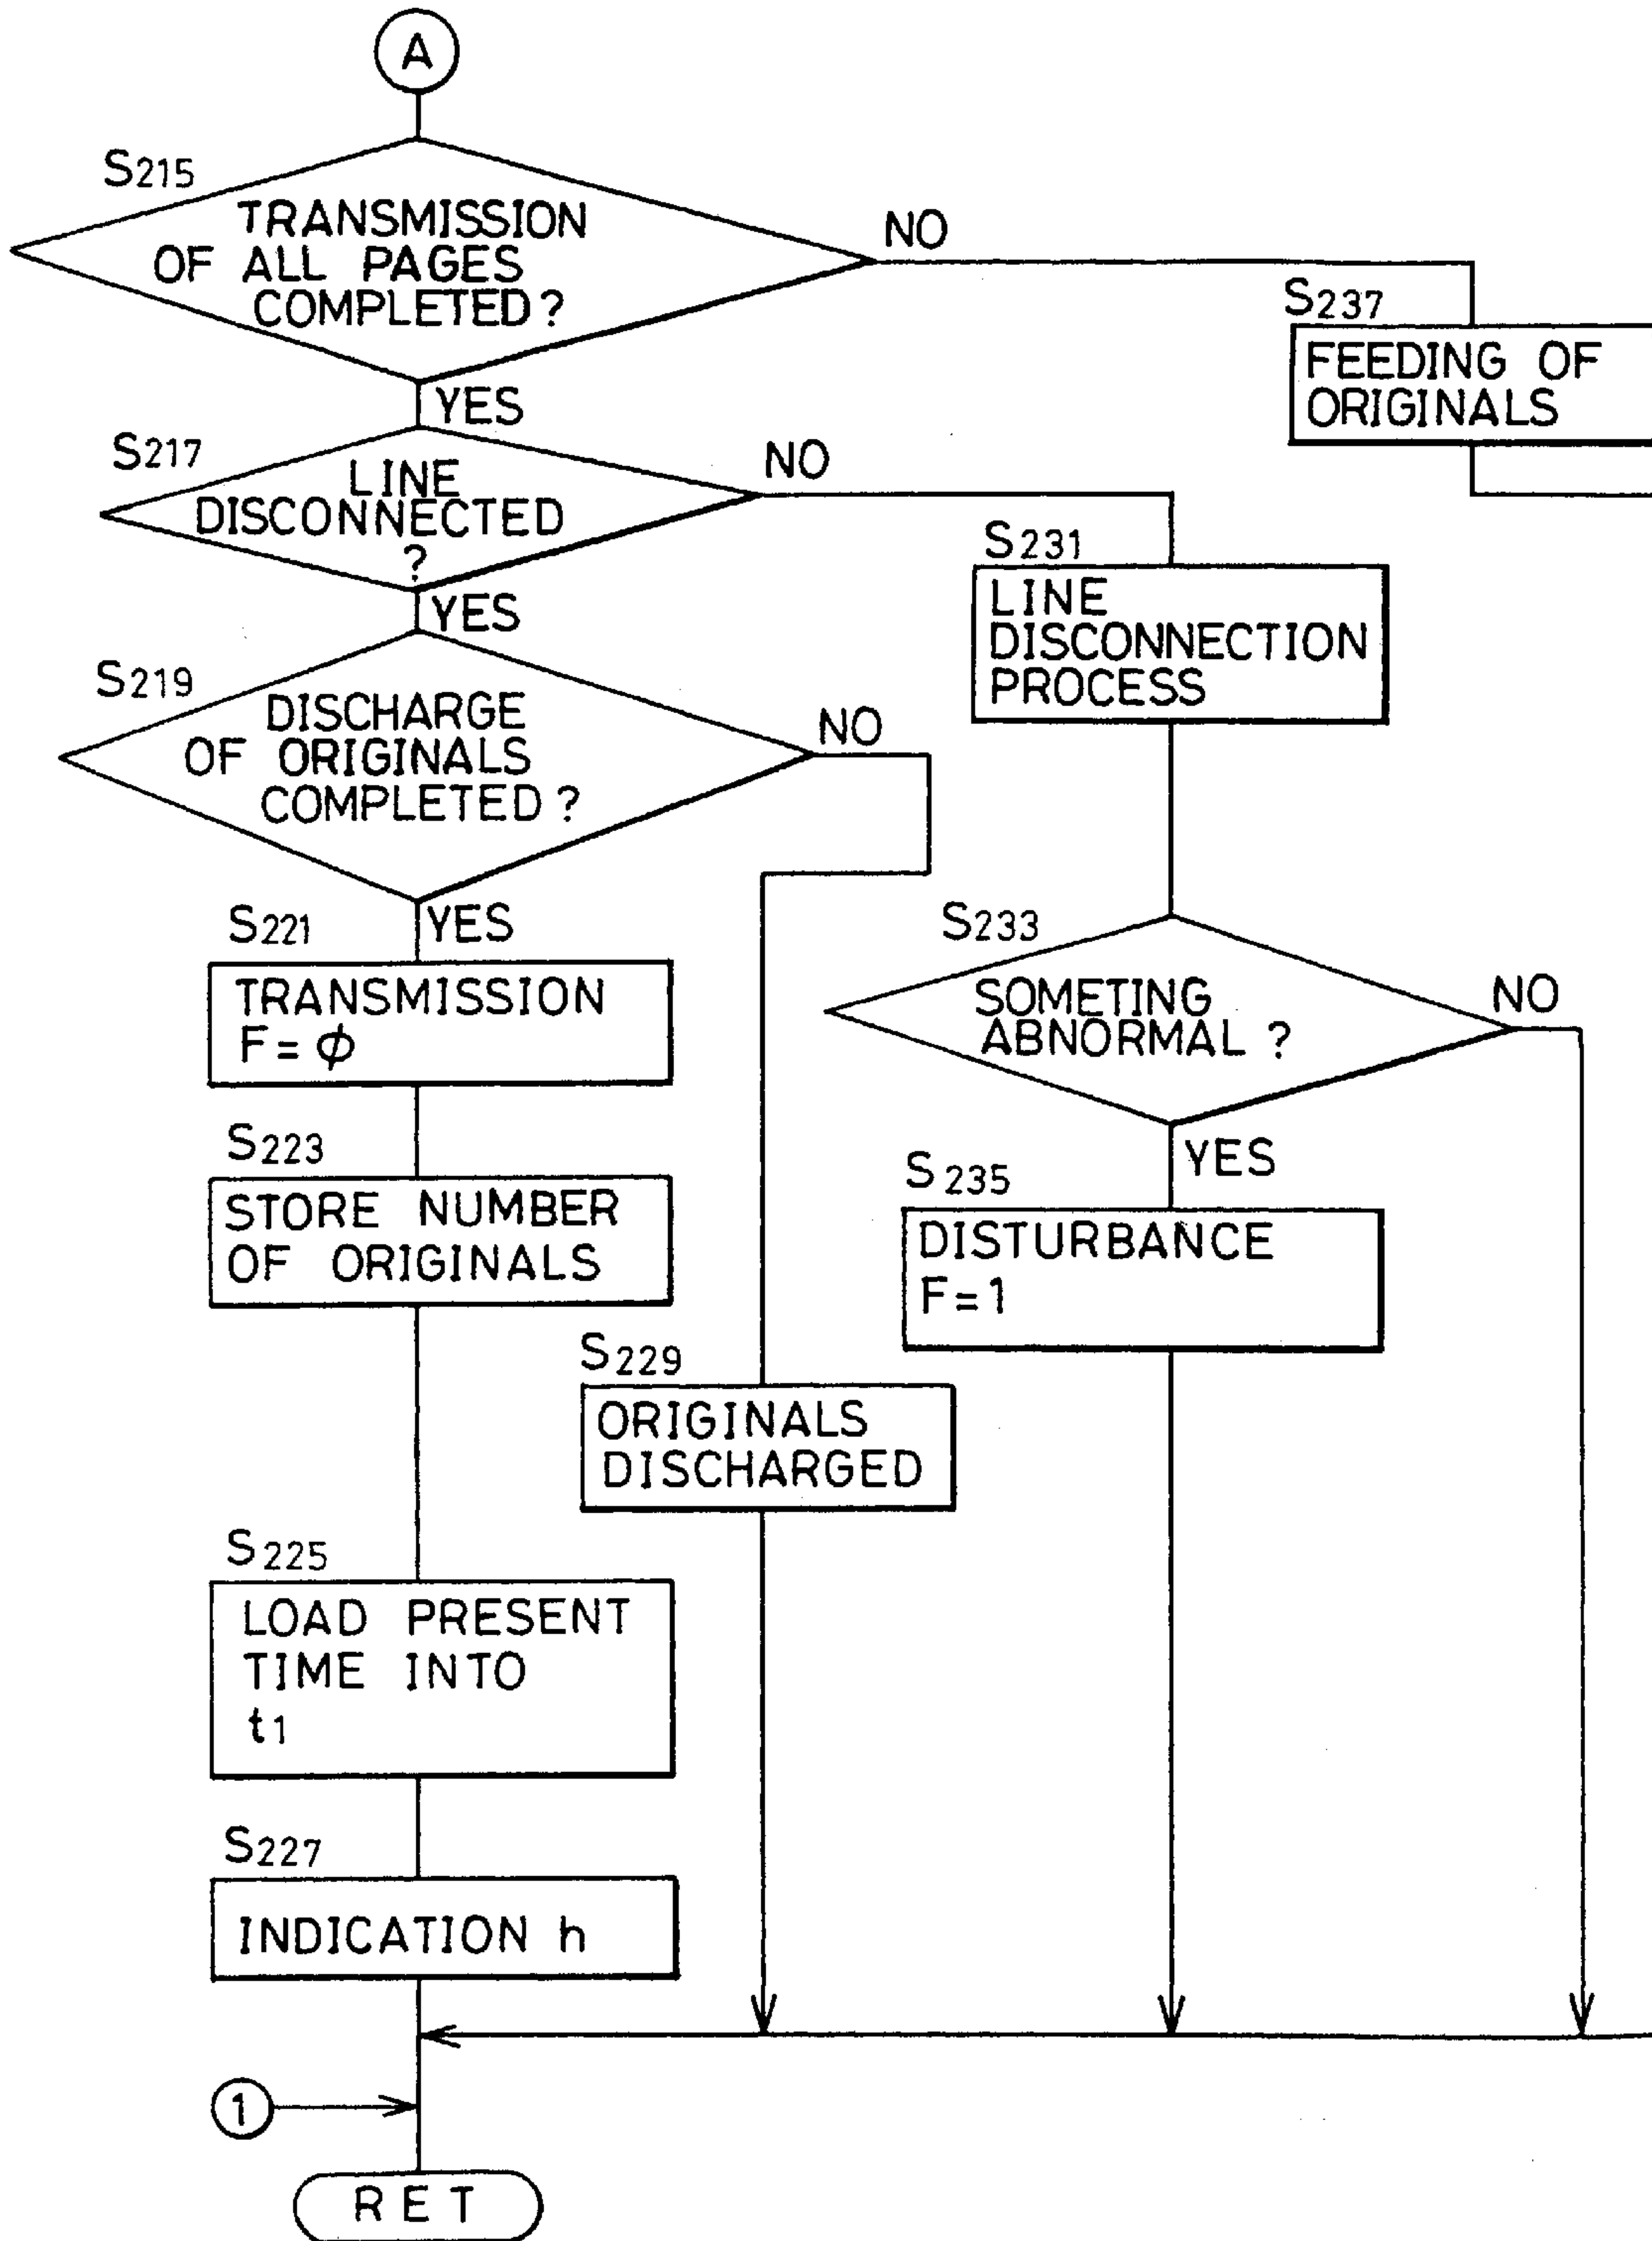 A
S215
TRANSMISSION
OF ALL PAGES
COMPLETED?
NO
YES
S237
FEEDING OF
ORIGINALS
S217
LINE
DISCONNECTED
?
NO
YES
S231
LINE
DISCONNECTION
PROCESS
S219
DISCHARGE
OF ORIGINALS
COMPLETED?
NO
YES
S221
TRANSMISSION
F=φ
S233
SOMETING
ABNORMAL?
NO
YES
S223
STORE NUMBER
OF ORIGINALS
S235
DISTURBANCE
F=1
S229
ORIGINALS
DISCHARGED
S225
LOAD PRESENT
TIME INTO
t1
S227
INDICATION h
1
RET